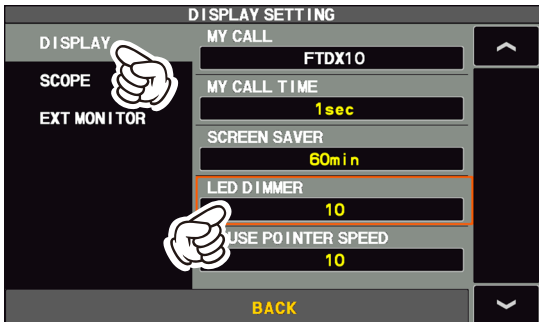 DISPLAY SETTING
DISPLAY
SCOPE
EXT MONITOR
MY CALL
FTDX10
MY CALL TIME
1sec
SCREEN SAVER
60min
LED DIMMER
10
USE POINTER SPEED
10
BACK